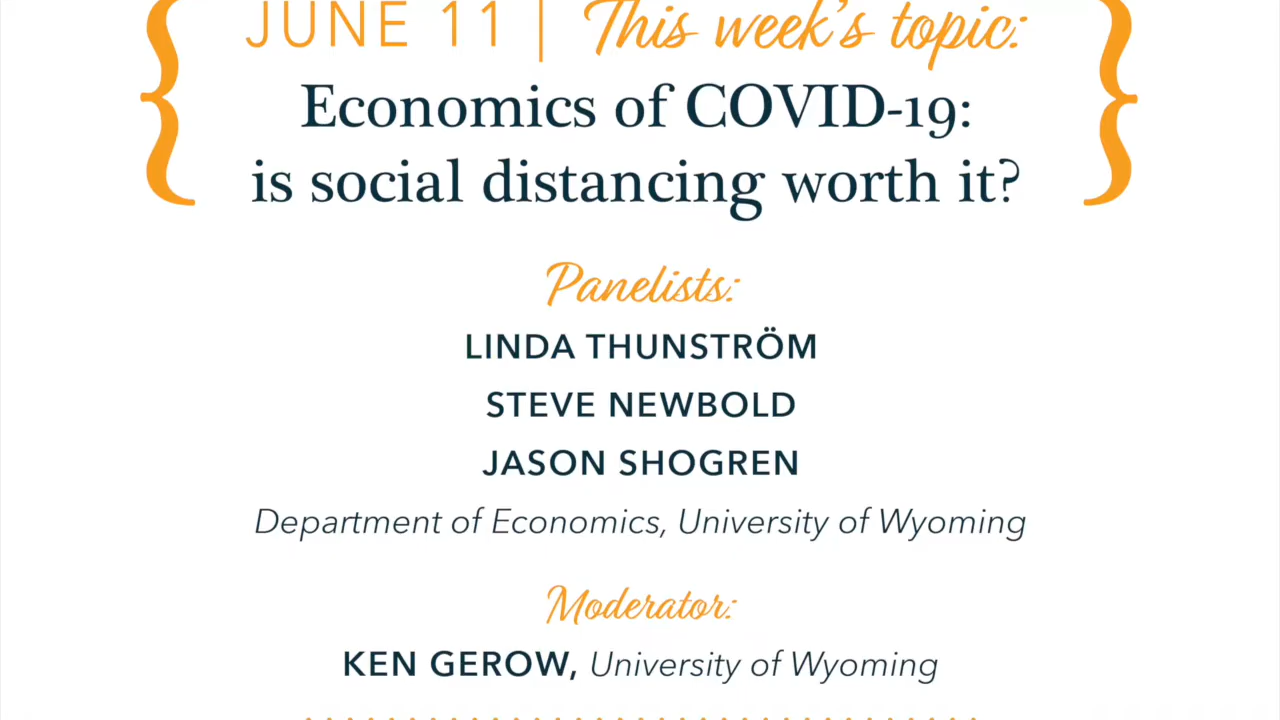 JUNE 11 | This week's topic:
Economics of COVID-19:
is social distancing worth it?
Panelists:
LINDA THUNSTRÖM
STEVE NEWBOLD
JASON SHOGREN
Department of Economics, University of Wyoming
Moderator:
KEN GEROW, University of Wyoming